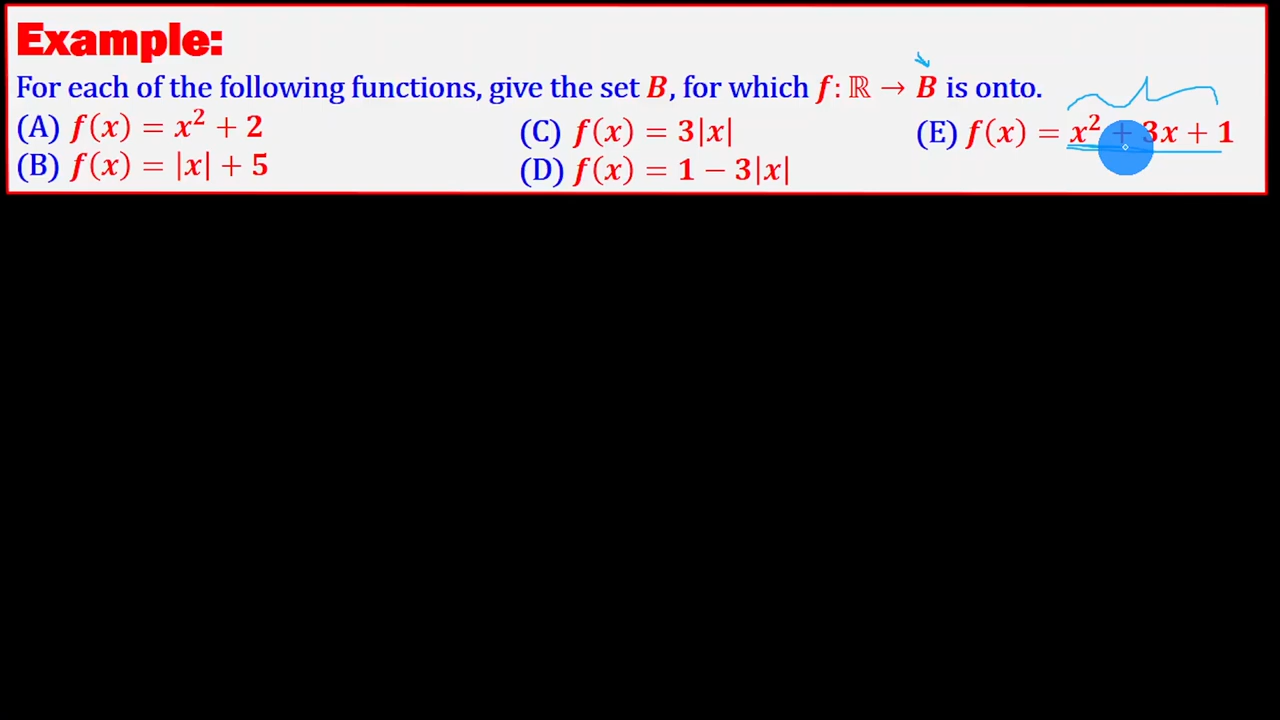 Example:
For each of the following functions, give the set B, for which f: ℝ → B is onto.
(A) f(x) = x² + 2
(B) f(x) = |x| + 5
(C) f(x) = 3|x|
(D) f(x) = 1 − 3|x|
(E) f(x) = x² + 3x + 1